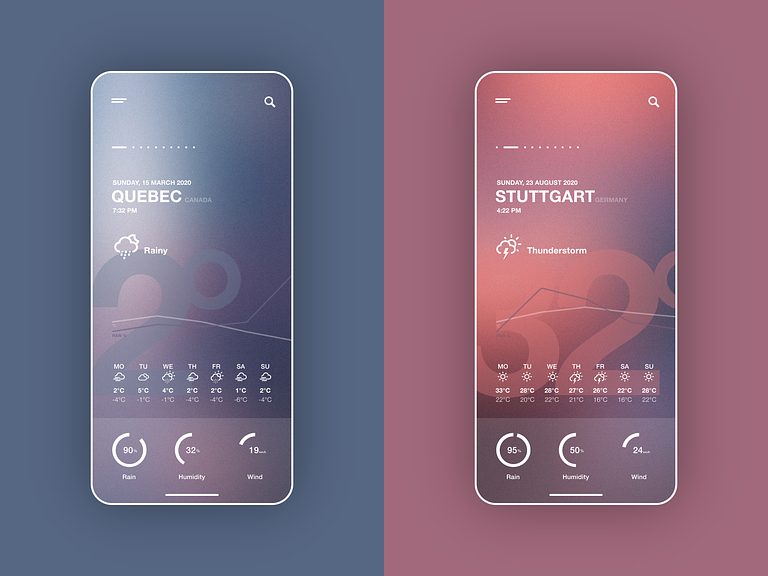 SUNDAY, 15 MARCH 2020
QUEBEC CANADA
7:32 PM
Rainy
2°
MO TU WE TH FR SA SU
2°C 5°C 2°C 4°C 2°C 1°C 2°C
-4°C -1°C -1°C -4°C -4°C -6°C -4°C
90% 32% 19
Rain Humidity Wind
SUNDAY, 23 AUGUST 2020
STUTTGART GERMANY
4:22 PM
Thunderstorm
32°
MO TU WE TH FR SA SU
33°C 26°C 28°C 27°C 26°C 22°C 28°C
22°C 20°C 22°C 21°C 16°C 16°C 22°C
95% 50% 24
Rain Humidity Wind